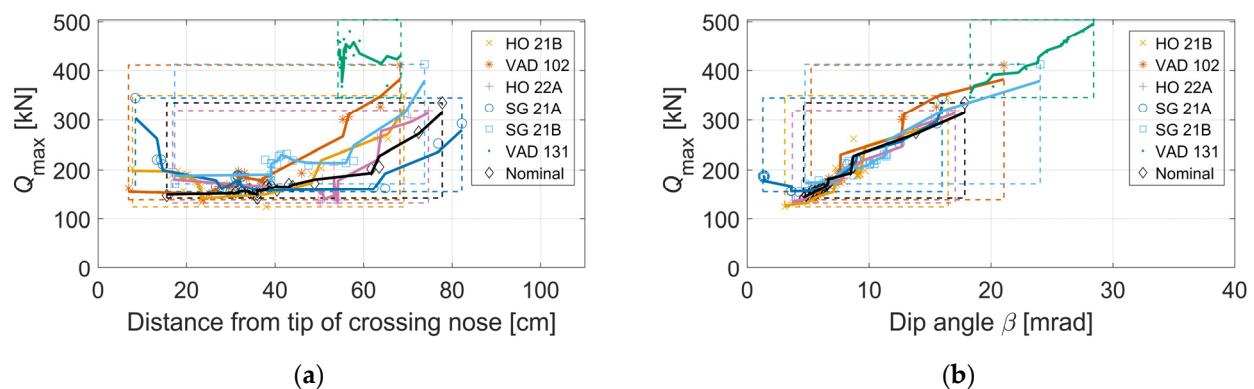 500
400
300
200
100
0
Q_max [kN]
0 20 40 60 80 100
Distance from tip of crossing nose [cm]
HO 21B
VAD 102
HO 22A
SG 21A
SG 21B
VAD 131
Nominal
(a)
500
400
300
200
100
0
Q_max [kN]
0 10 20 30 40
Dip angle β [mrad]
HO 21B
VAD 102
HO 22A
SG 21A
SG 21B
VAD 131
Nominal
(b)